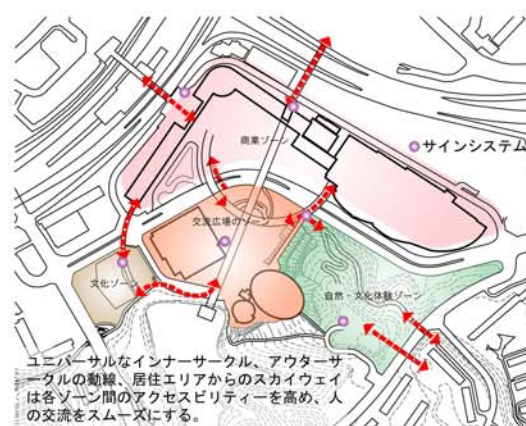 サインシステム
商業ゾーン
交流広場のゾーン
文化ゾーン
自然・文化体験ゾーン
ユニバーサルなインナーサークル、アウターサ
ークルの動線、居住エリアからのスカイウェイ
は各ゾーン間のアクセスビリティーを高め、人
の交流をスムーズにする。